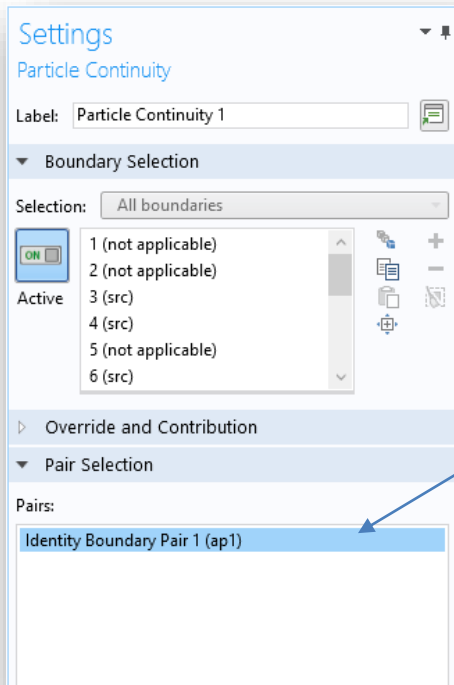 Settings
Particle Continuity
Label: Particle Continuity 1
Boundary Selection
Selection: All boundaries
ON
Active
1 (not applicable)
2 (not applicable)
3 (src)
4 (src)
5 (not applicable)
6 (src)
Override and Contribution
Pair Selection
Pairs:
Identity Boundary Pair 1 (ap1)